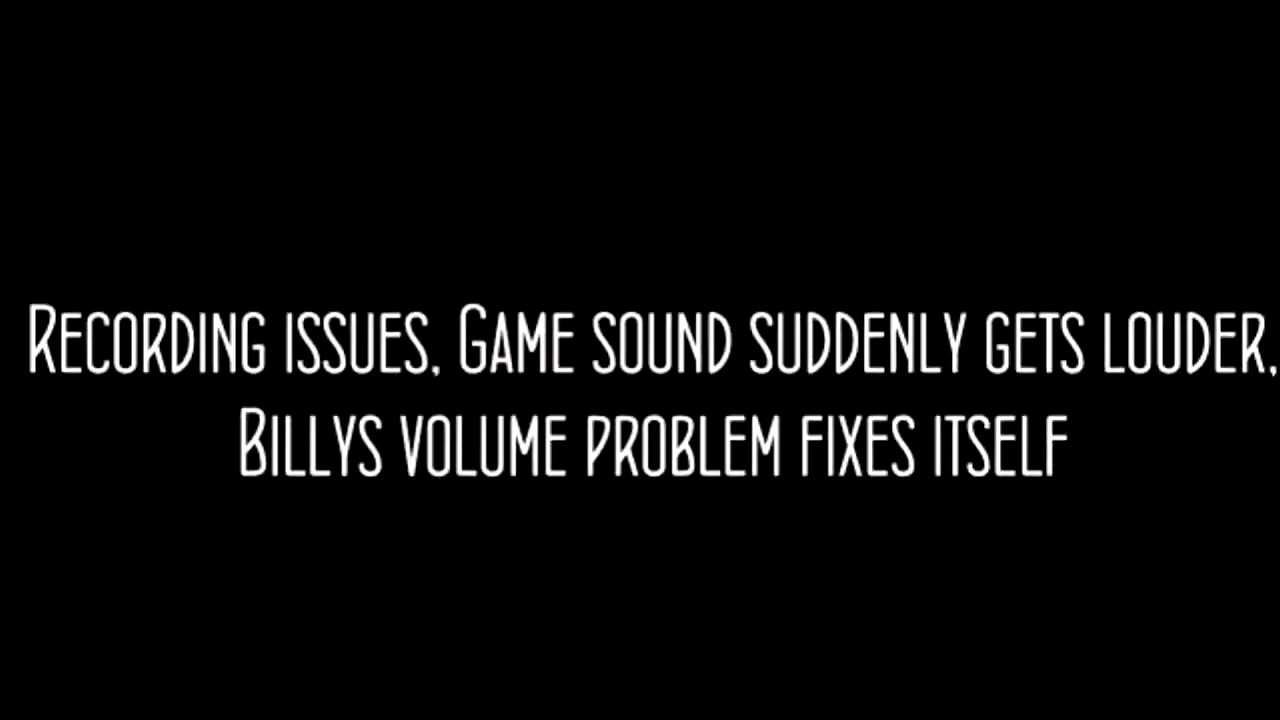 Recording issues, Game sound suddenly gets louder,
Billys volume problem fixes itself